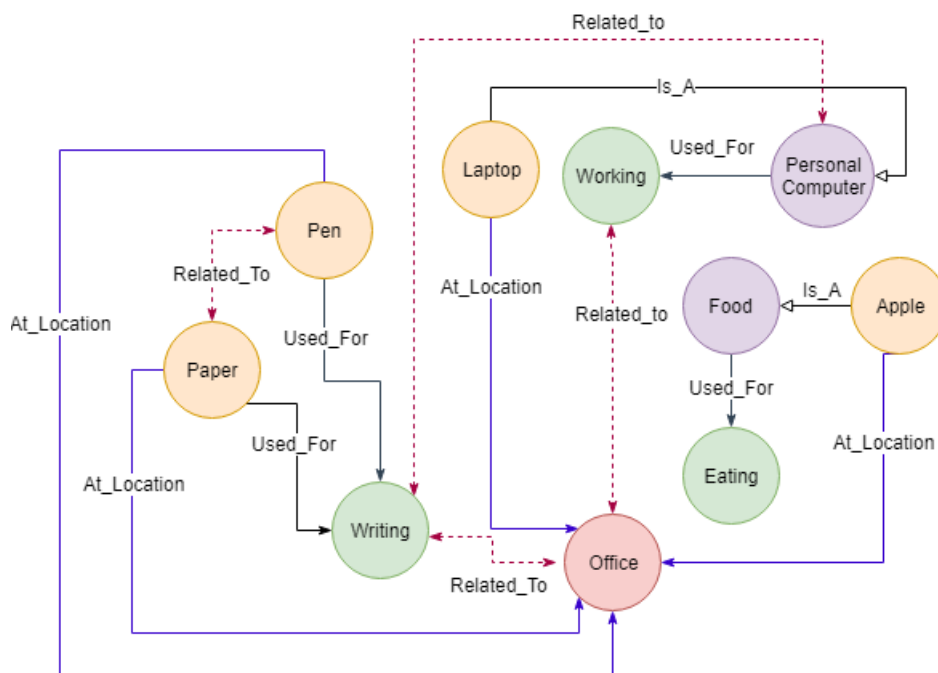 Related_to
Is_A
Laptop
Working
Used_For
Personal
Computer
Pen
Related_To
At_Location
Food
Is_A
Apple
At_Location
Related_to
Used_For
Paper
Used_For
Used_For
At_Location
At_Location
Eating
Writing
Office
Related_To